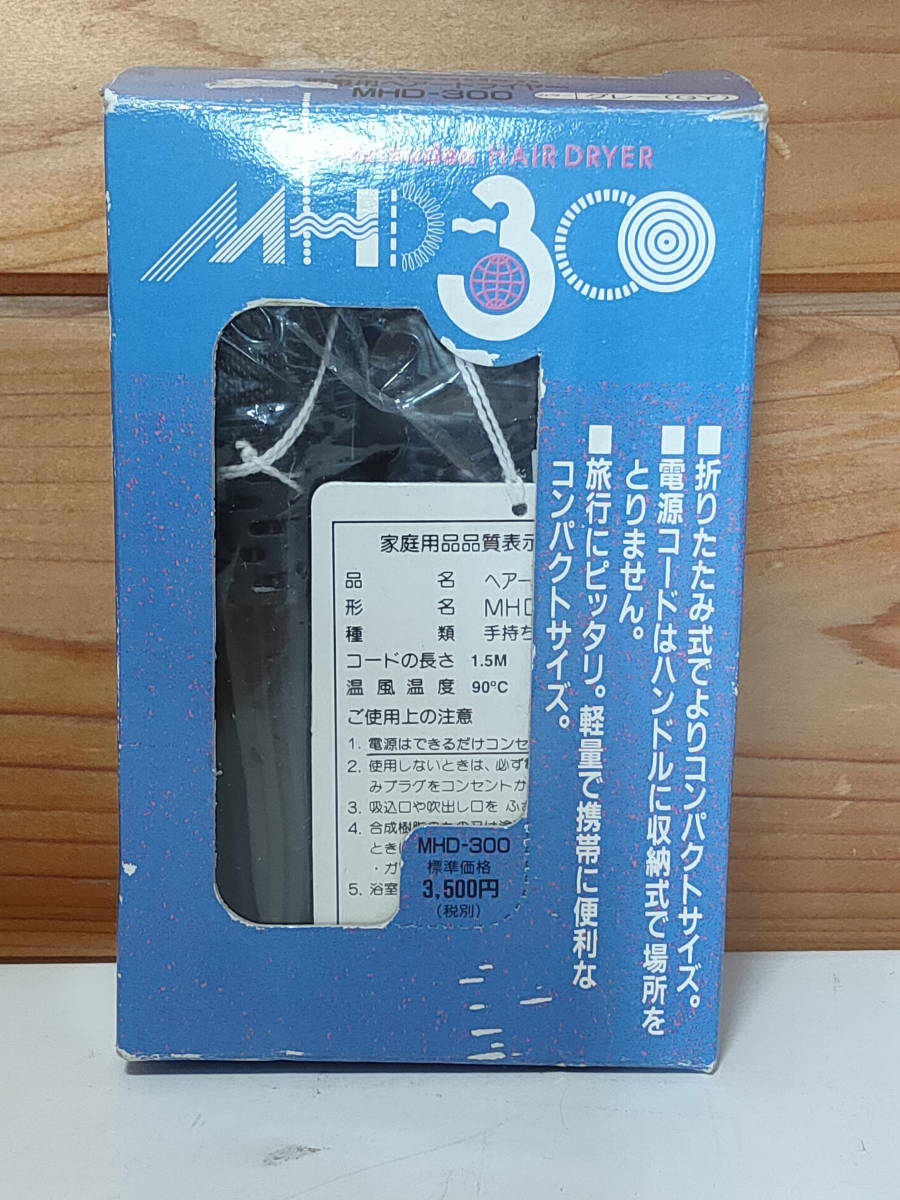 MHD-300
HAIR DRYER
MHD-300
■折りたたみ式でよりコンパクトサイズ。
■電源コードはハンドルに収納式で場所を
とりません。
■旅行にピッタリ。軽量で携帯に便利な
コンパクトサイズ。
家庭用品品質表示
品 名 ヘアー
形 名 MHD
種 類 手持ち
コードの長さ 1.5M
温風温度 90℃
ご使用上の注意
1. 電源はできるだけコンセ
2. 使用しないときは、必ず
みプラグをコンセントか
3. 吸込口や吹出し口を ふさ
4. 合成樹脂
ときに
・ガ
5. 浴室
MHD-300
標準価格
3,500円
(税別)